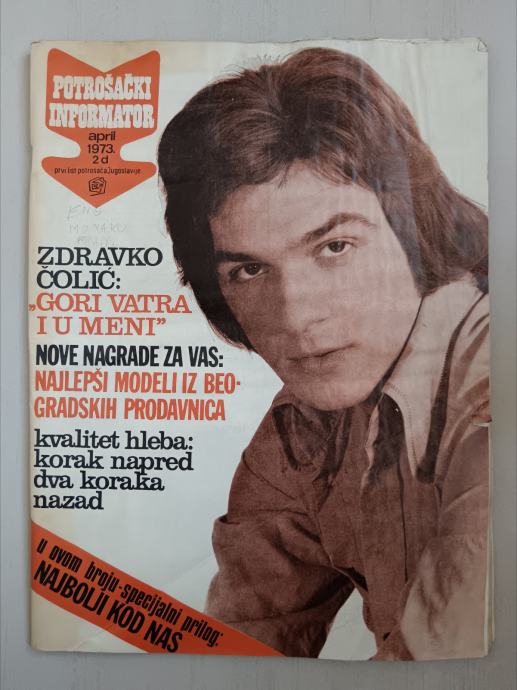 POTROŠAČKI
INFORMATOR
april
1973.
2 d
prvi list potrošača Jugoslavije
ZDRAVKO
ČOLIĆ:
„GORI VATRA
I U MENI”
NOVE NAGRADE ZA VAS:
NAJLEPŠI MODELI IZ BEO-
GRADSKIH PRODAVNICA
kvalitet hleba:
korak napred
dva koraka
nazad
u ovom broju-specijalni prilog:
NAJBOLJI KOD NAS